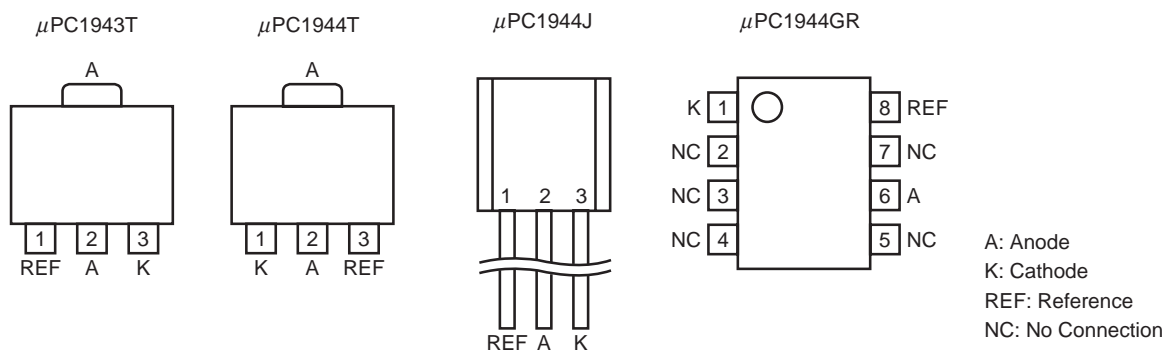 μPC1943T
A
1 2 3
REF A K
μPC1944T
A
1 2 3
K A REF
μPC1944J
1 2 3
REF A K
μPC1944GR
K 1 8 REF
NC 2 7 NC
NC 3 6 A
NC 4 5 NC
A: Anode
K: Cathode
REF: Reference
NC: No Connection